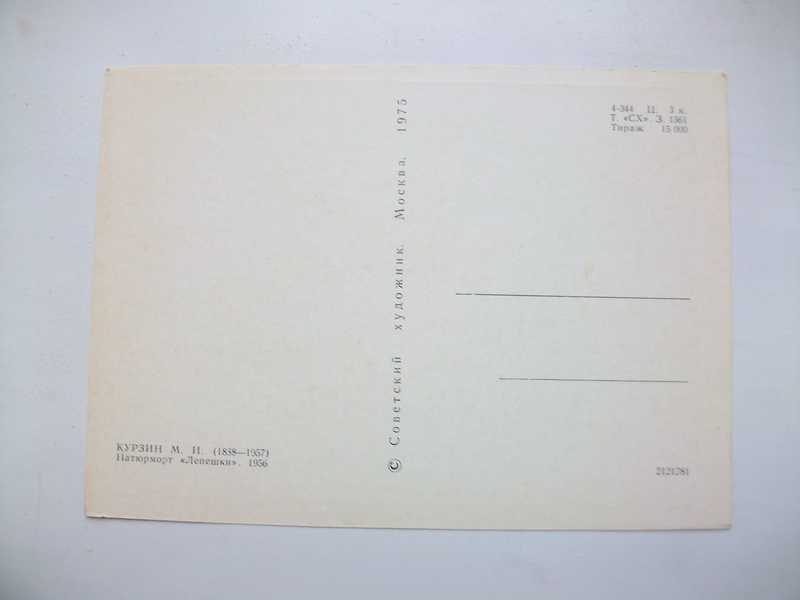 КУРЗИН М. И. (1888—1957)
Натюрморт «Лепешки». 1956
© Советский художник. Москва. 1975
4-344 Ц. 3 к.
Т. «СХ». З. 1361
Тираж 15 000
2121281